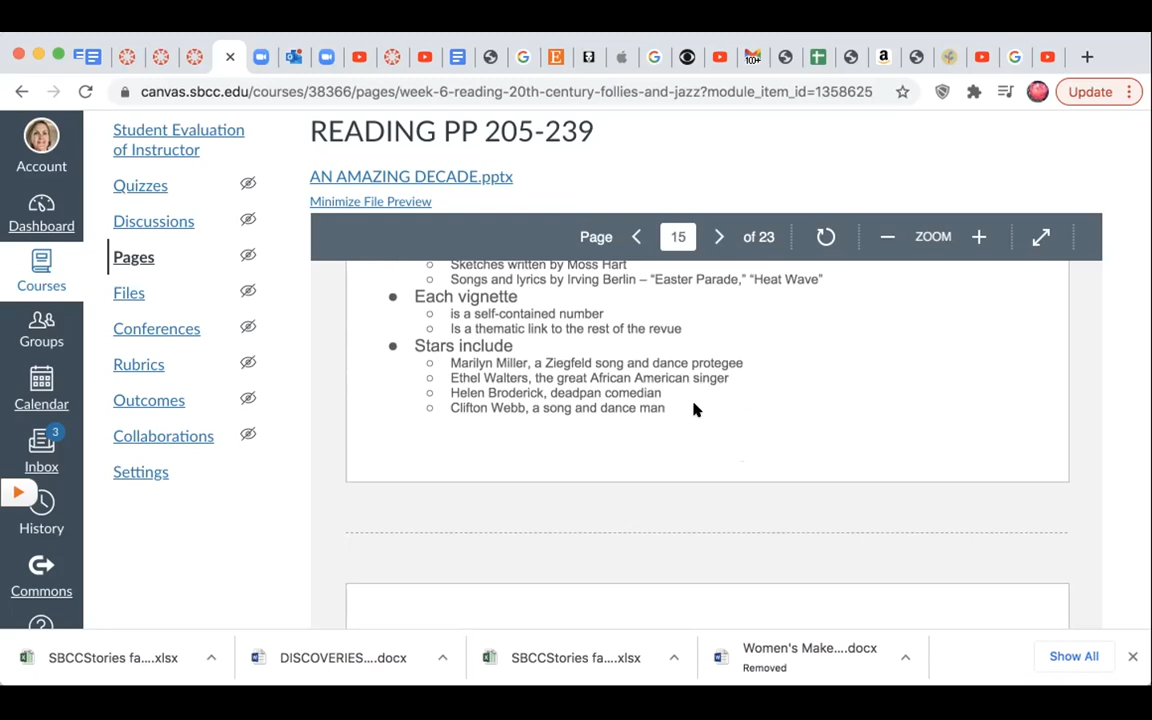 canvas.sbcc.edu/courses/38366/pages/week-6-reading-20th-century-follies-and-jazz?module_item_id=1358625
Update
100+
Account
Dashboard
Courses
Groups
Calendar
3
Inbox
History
Commons
Student Evaluation
of Instructor
Quizzes
Discussions
Pages
Files
Conferences
Rubrics
Outcomes
Collaborations
Settings
READING PP 205-239
AN AMAZING DECADE.pptx
Minimize File Preview
Page 15 of 23 ZOOM
Sketches written by Moss Hart
Songs and lyrics by Irving Berlin – “Easter Parade,” “Heat Wave”
Each vignette
is a self-contained number
Is a thematic link to the rest of the revue
Stars include
Marilyn Miller, a Ziegfeld song and dance protegee
Ethel Walters, the great African American singer
Helen Broderick, deadpan comedian
Clifton Webb, a song and dance man
SBCCStories fa....xlsx
DISCOVERIES....docx
SBCCStories fa....xlsx
Women's Make....docx
Removed
Show All